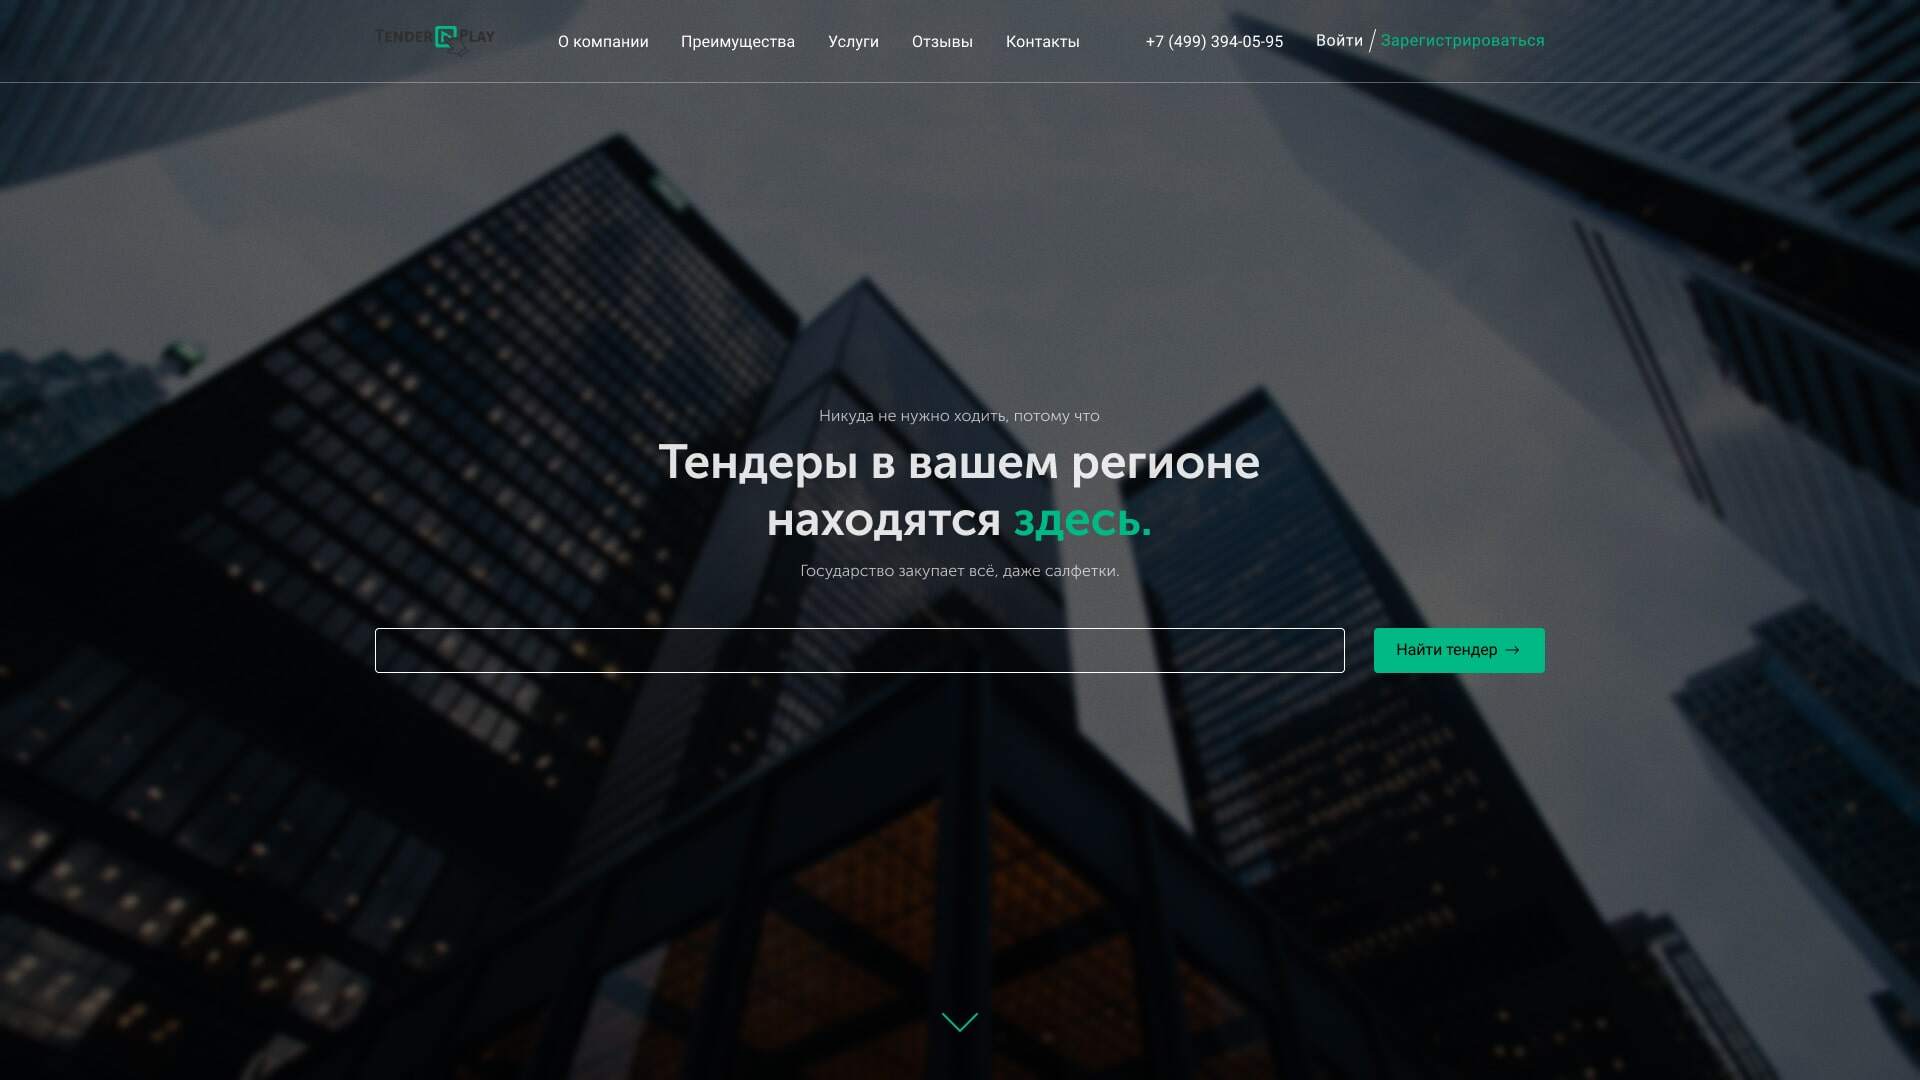 TENDER PLAY
О компании
Преимущества
Услуги
Отзывы
Контакты
+7 (499) 394-05-95
Войти / Зарегистрироваться
Никуда не нужно ходить, потому что
Тендеры в вашем регионе
находятся здесь.
Государство закупает всё, даже салфетки.
Найти тендер →